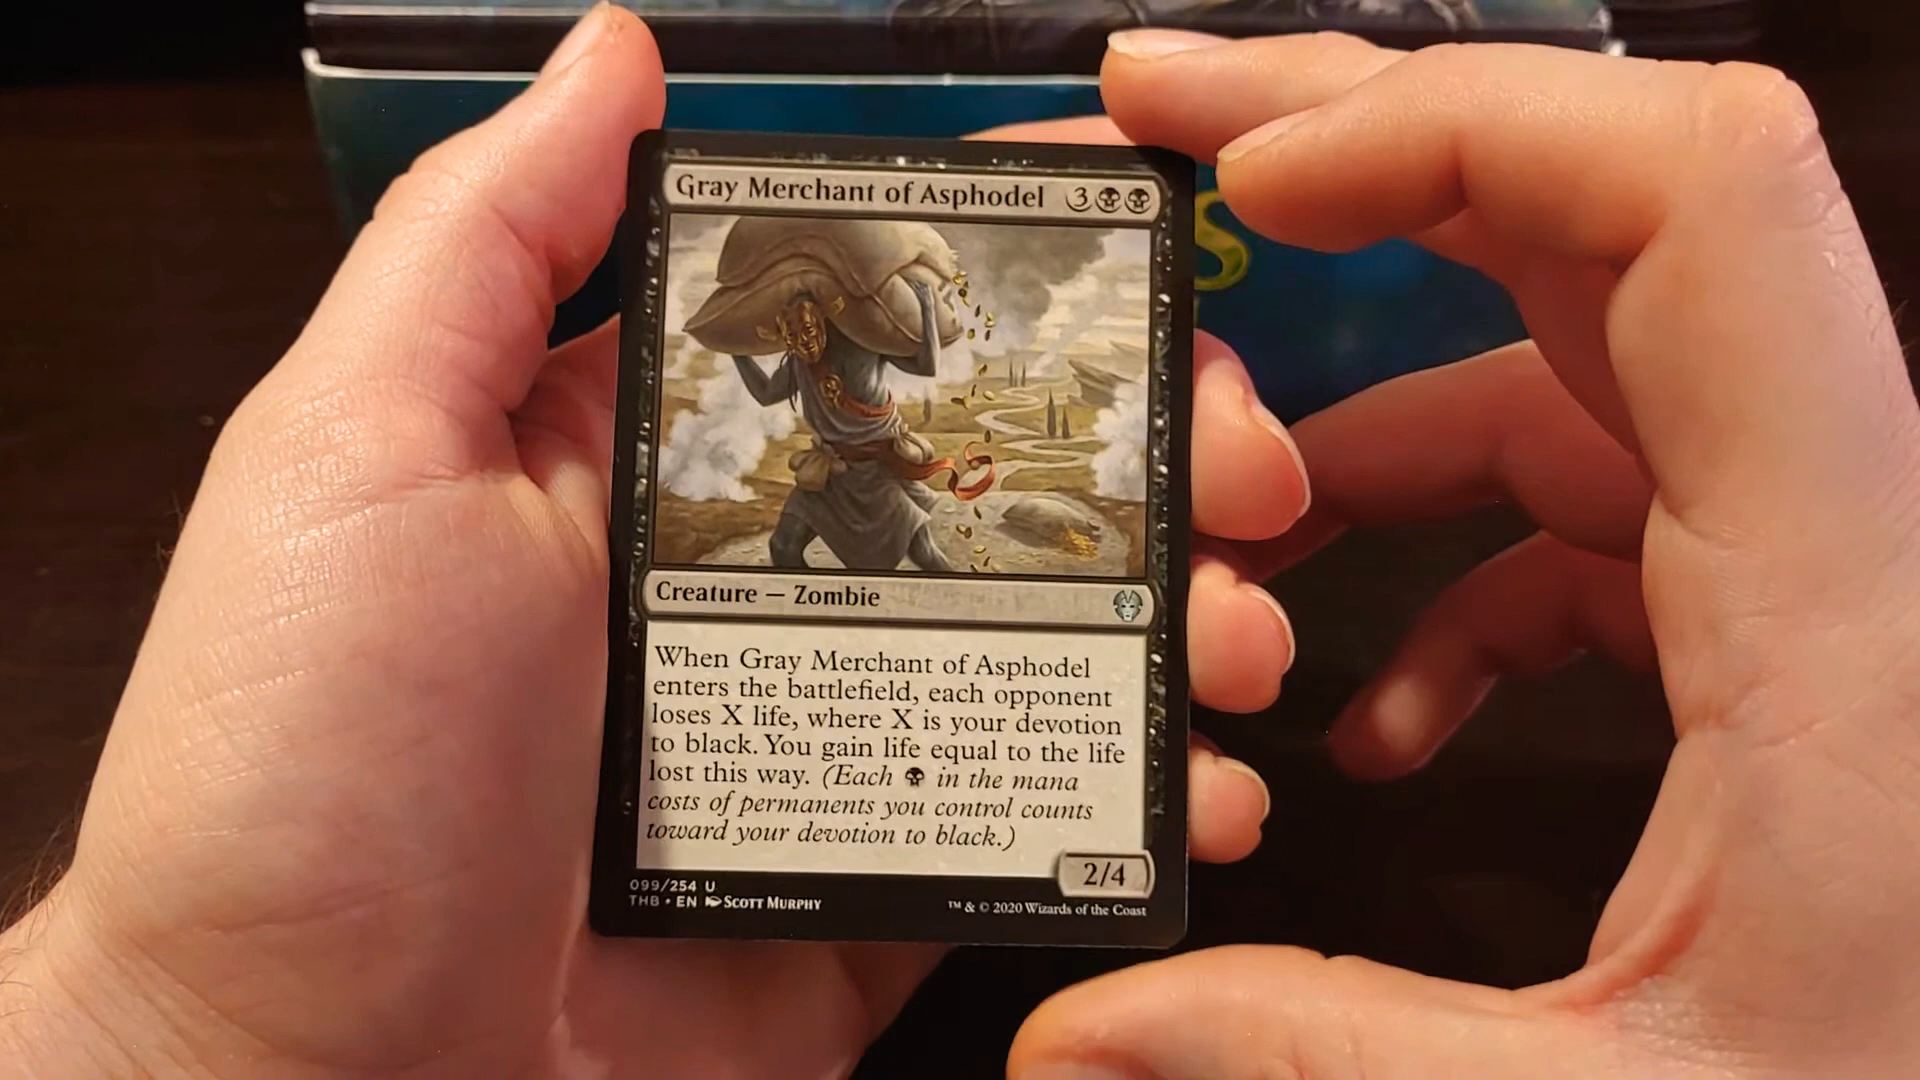 Gray Merchant of Asphodel 3
Creature — Zombie
When Gray Merchant of Asphodel
enters the battlefield, each opponent
loses X life, where X is your devotion
to black. You gain life equal to the life
lost this way. (Each in the mana
costs of permanents you control counts
toward your devotion to black.)
2/4
099/254 U
THB • EN SCOTT MURPHY
™ & © 2020 Wizards of the Coast